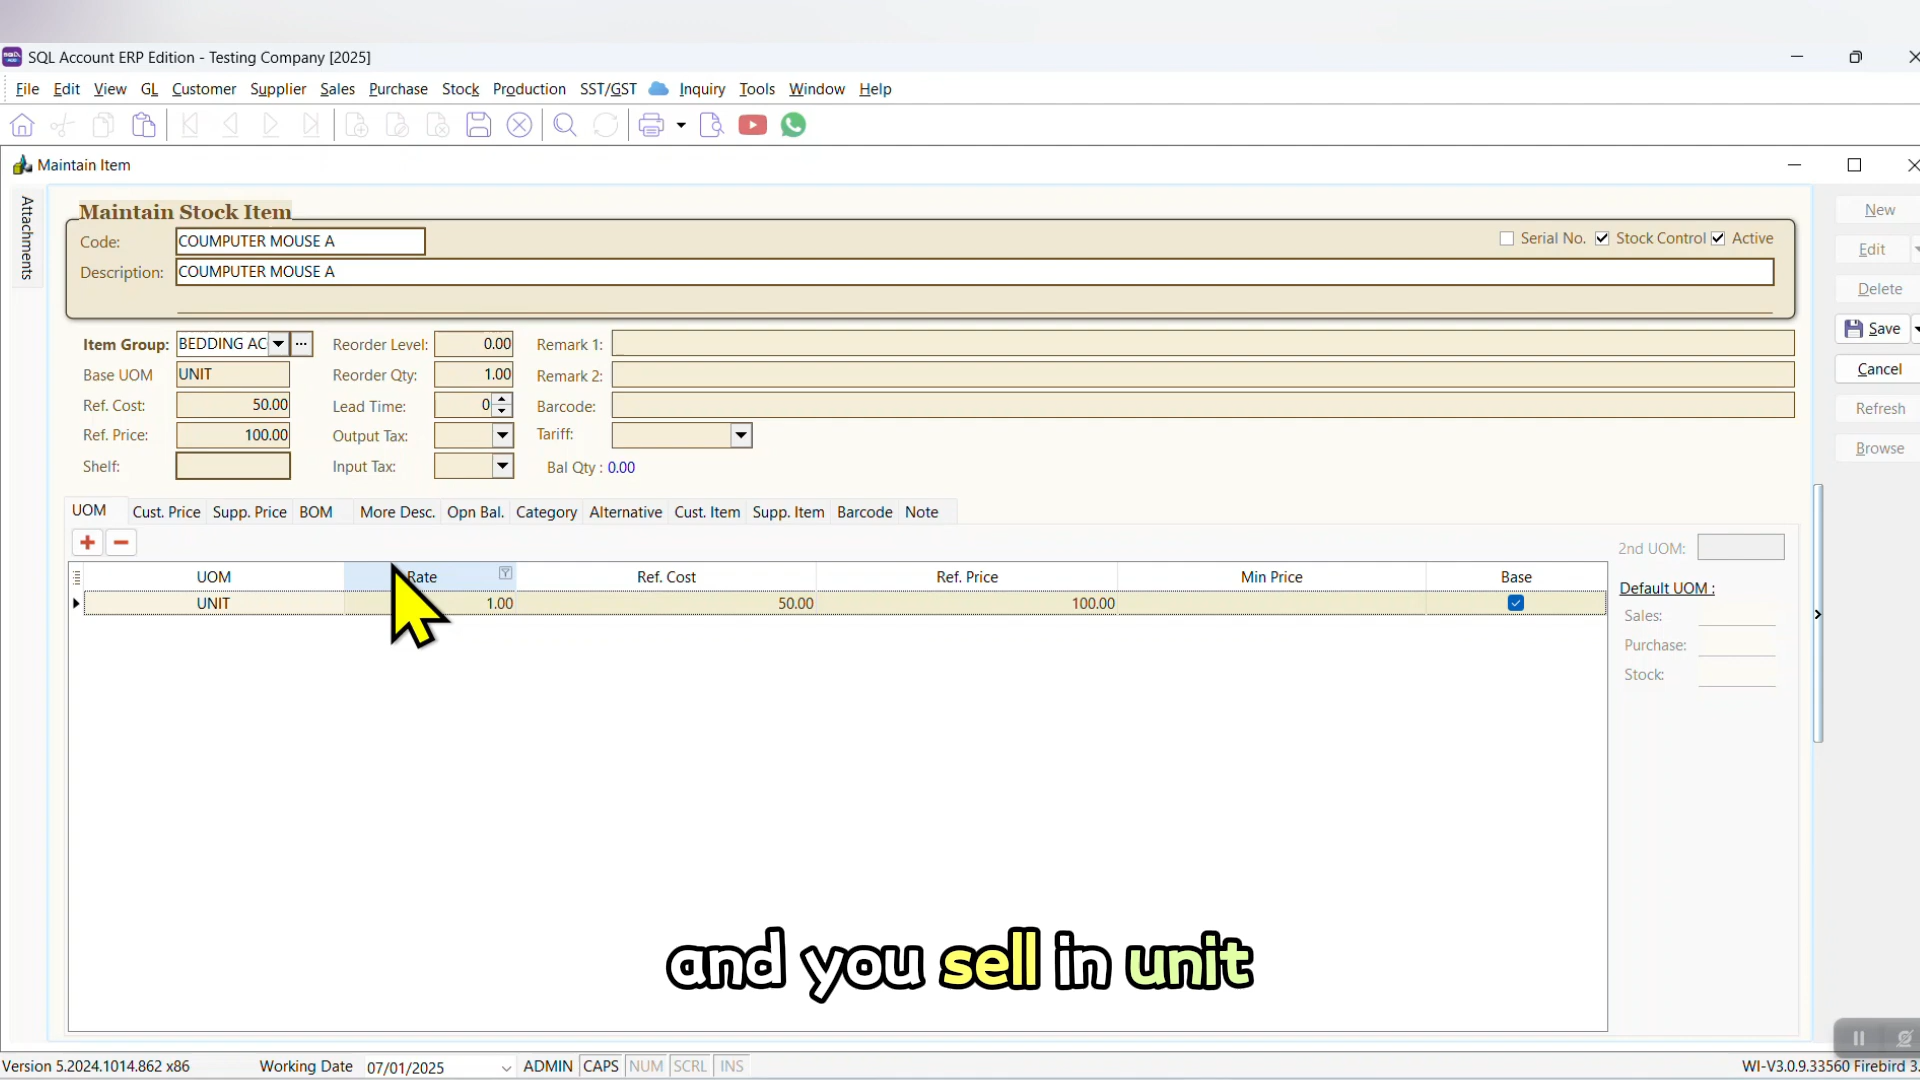 SQL Account ERP Edition - Testing Company [2025]
File Edit View GL Customer Supplier Sales Purchase Stock Production SST/GST Inquiry Tools Window Help
Maintain Item
Attachments
Maintain Stock Item
Code: COUMPUTER MOUSE A
Serial No. Stock Control Active
Description: COUMPUTER MOUSE A
Item Group: BEDDING AC Reorder Level: 0.00 Remark 1:
Base UOM UNIT Reorder Qty: 1.00 Remark 2:
Ref. Cost: 50.00 Lead Time: 0 Barcode:
Ref. Price: 100.00 Output Tax: Tariff:
Shelf: Input Tax: Bal Qty : 0.00
New
Edit
Delete
Save
Cancel
Refresh
Browse
UOM Cust. Price Supp. Price BOM More Desc. Opn Bal. Category Alternative Cust. Item Supp. Item Barcode Note
UOM Rate Ref. Cost Ref. Price Min Price Base
UNIT 1.00 50.00 100.00
2nd UOM:
Default UOM :
Sales:
Purchase:
Stock:
and you sell in unit
Version 5.2024.1014.862 x86 Working Date 07/01/2025 ADMIN CAPS NUM SCRL INS WI-V3.0.9.33560 Firebird 3.